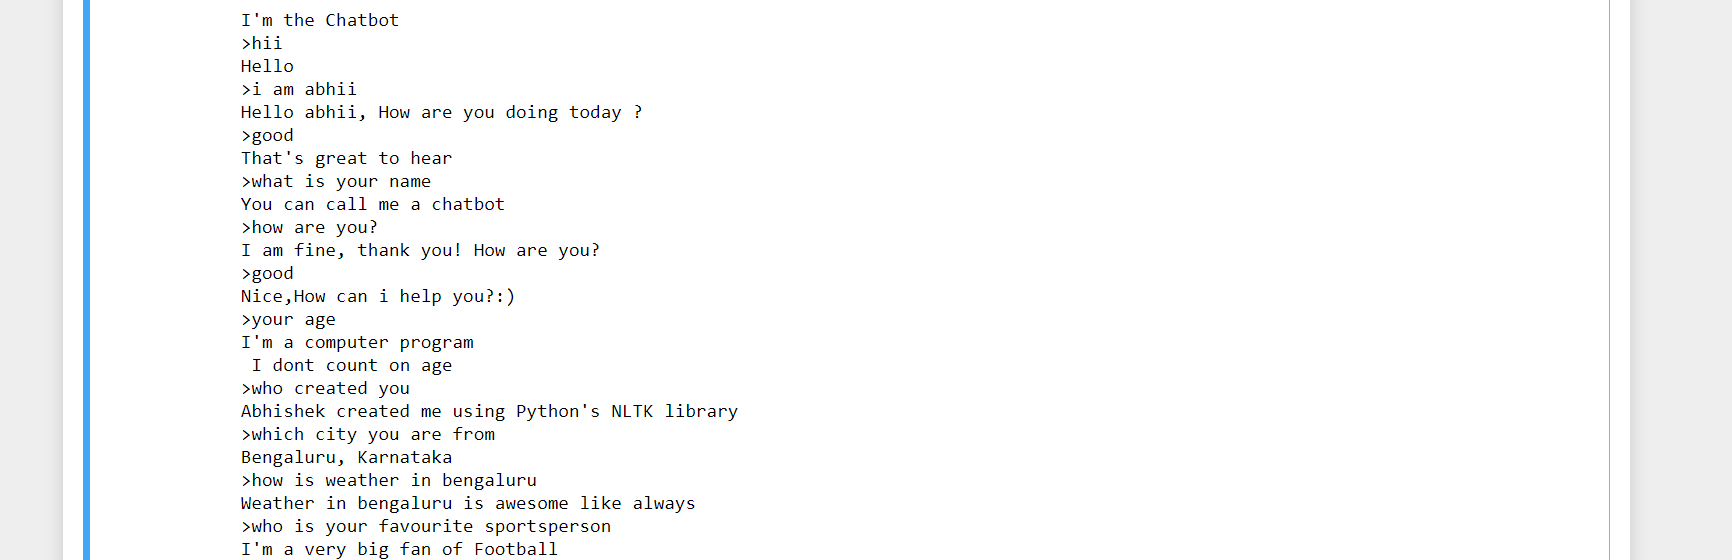 I'm the Chatbot
>hii
Hello
>i am abhii
Hello abhii, How are you doing today ?
>good
That's great to hear
>what is your name
You can call me a chatbot
>how are you?
I am fine, thank you! How are you?
>good
Nice,How can i help you?:)
>your age
I'm a computer program
 I dont count on age
>who created you
Abhishek created me using Python's NLTK library
>which city you are from
Bengaluru, Karnataka
>how is weather in bengaluru
Weather in bengaluru is awesome like always
>who is your favourite sportsperson
I'm a very big fan of Football